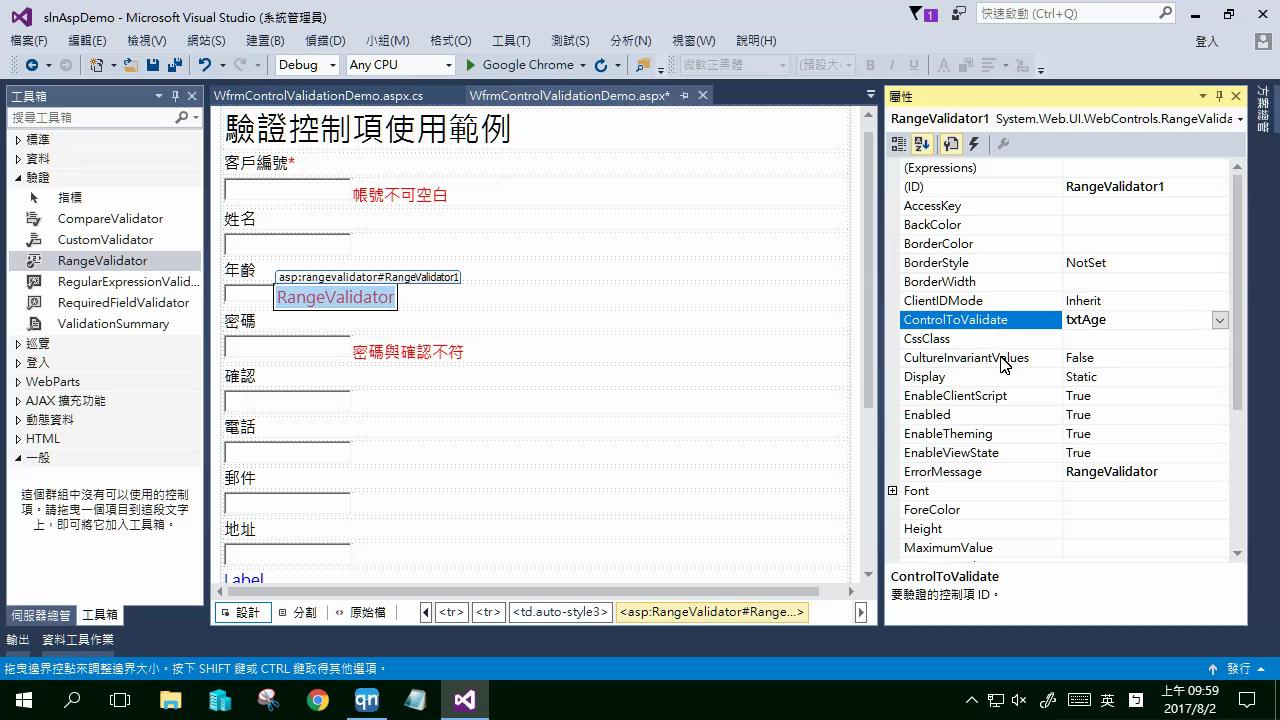 slnAspDemo - Microsoft Visual Studio (系統管理員)
1
快速啟動 (Ctrl+Q)
檔案(F) 編輯(E) 檢視(V) 網站(S) 建置(B) 偵錯(D) 小組(M) 格式(O) 工具(T) 測試(S) 分析(N) 視窗(W) 說明(H)
登入
Debug Any CPU Google Chrome 微軟正黑體 (預設大 B I U A
工具箱
搜尋工具箱
標準
資料
驗證
指標
CompareValidator
CustomValidator
RangeValidator
RegularExpressionValid...
RequiredFieldValidator
ValidationSummary
巡覽
登入
WebParts
AJAX 擴充功能
動態資料
HTML
一般
這個群組中沒有可以使用的控制
項。請拖曳一個項目到這段文字
上，即可將它加入工具箱。
伺服器總管 工具箱
WfrmControlValidationDemo.aspx.cs WfrmControlValidationDemo.aspx*
驗證控制項使用範例
客戶編號*
帳號不可空白
姓名
年齡
asp:rangevalidator#RangeValidator1
RangeValidator
密碼
密碼與確認不符
確認
電話
郵件
地址
Label
設計 分割 原始檔 <tr> <tr> <td.auto-style3> <asp:RangeValidator#Range...>
屬性
RangeValidator1 System.Web.UI.WebControls.RangeValida
(Expressions)
(ID) RangeValidator1
AccessKey
BackColor
BorderColor
BorderStyle NotSet
BorderWidth
ClientIDMode Inherit
ControlToValidate txtAge
CssClass
CultureInvariantValues False
Display Static
EnableClientScript True
Enabled True
EnableTheming True
EnableViewState True
ErrorMessage RangeValidator
Font
ForeColor
Height
MaximumValue
ControlToValidate
要驗證的控制項 ID。
方案總管
輸出 資料工具作業
拖曳邊界控點來調整邊界大小。按下 SHIFT 鍵或 CTRL 鍵取得其他選項。
發行
qn
英
上午 09:59
2017/8/2